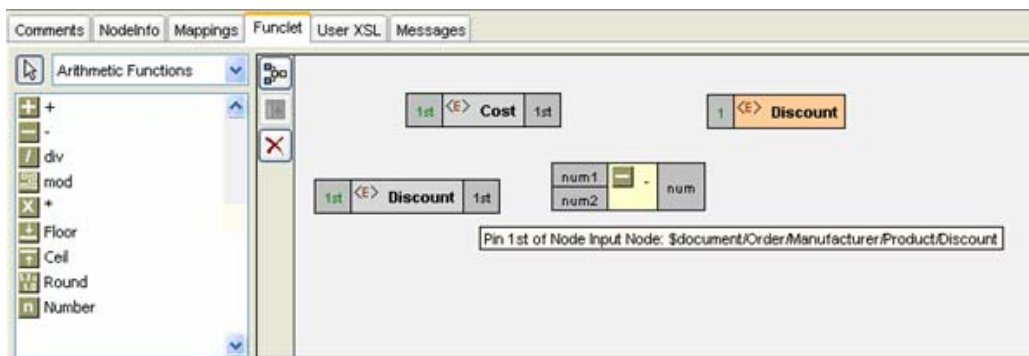 Comments NodeInfo Mappings Funclet User XSL Messages
Arithmetic Functions
+
-
div
mod
*
Floor
Ceil
Round
Number
1st <E> Cost 1st
1 <E> Discount
1st <E> Discount 1st
num1 - num
num2
Pin 1st of Node Input Node: $document/Order/Manufacturer/Product/Discount